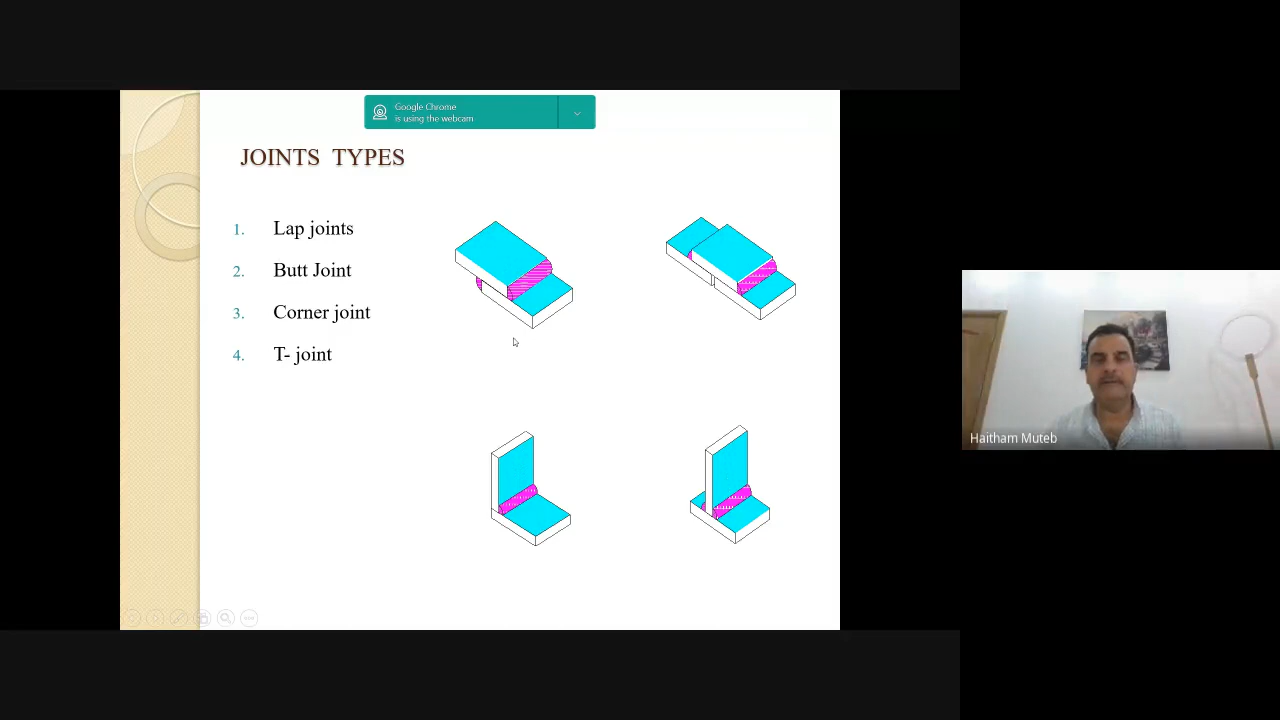 Google Chrome
is using the webcam
JOINTS TYPES
1. Lap joints
2. Butt Joint
3. Corner joint
4. T- joint
Haitham Muteb